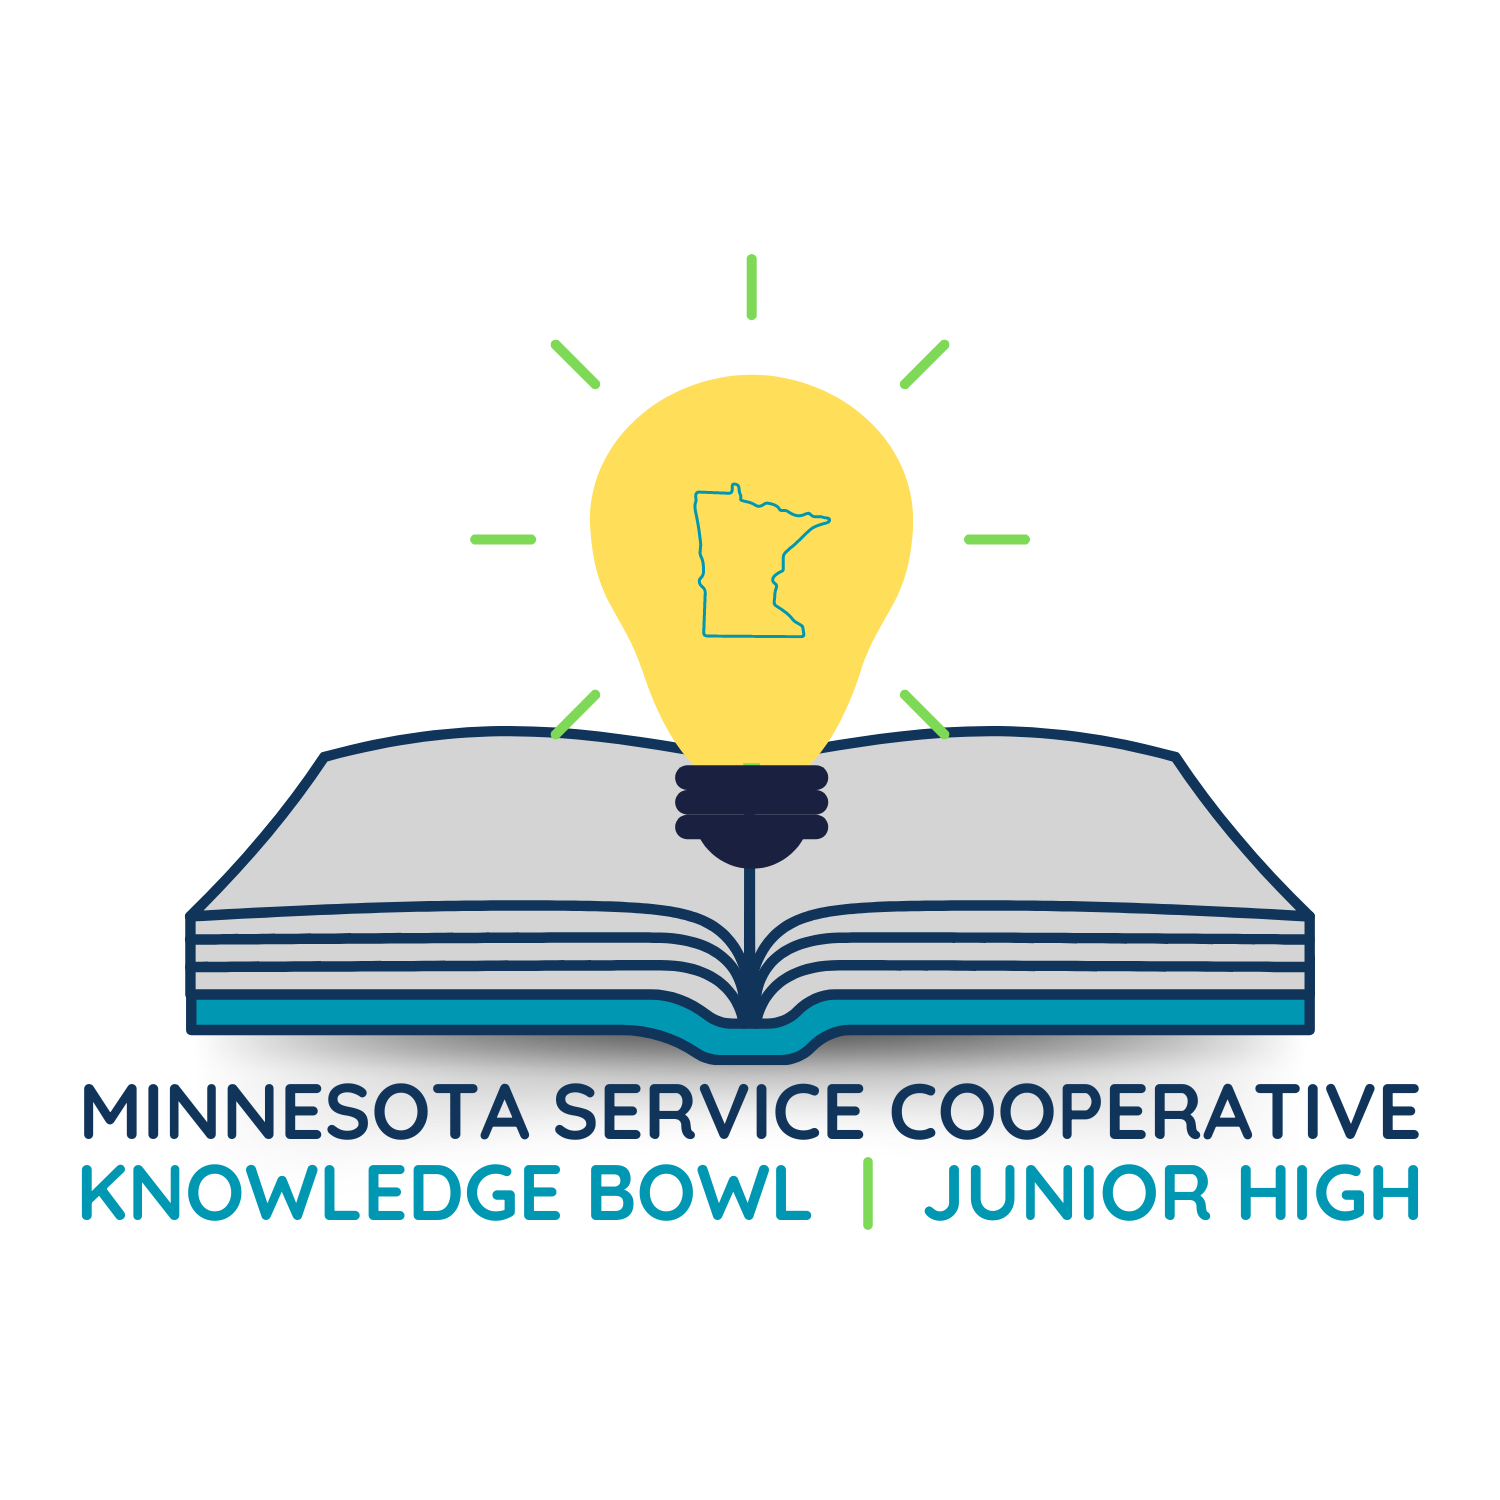 MINNESOTA SERVICE COOPERATIVE
KNOWLEDGE BOWL | JUNIOR HIGH